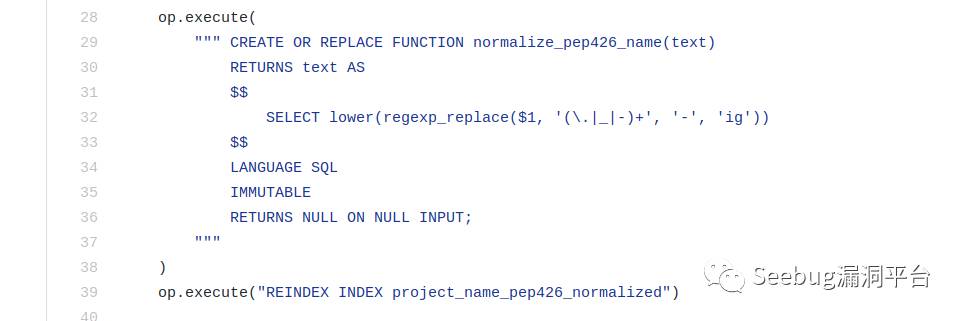 28 op.execute(
29 """ CREATE OR REPLACE FUNCTION normalize_pep426_name(text)
30 RETURNS text AS
31 $$
32 SELECT lower(regexp_replace($1, '(\.|_|-)+', '-', 'ig'))
33 $$
34 LANGUAGE SQL
35 IMMUTABLE
36 RETURNS NULL ON NULL INPUT;
37 """
38 )
39 op.execute("REINDEX INDEX project_name_pep426_normalized")
40
Seebug漏洞平台